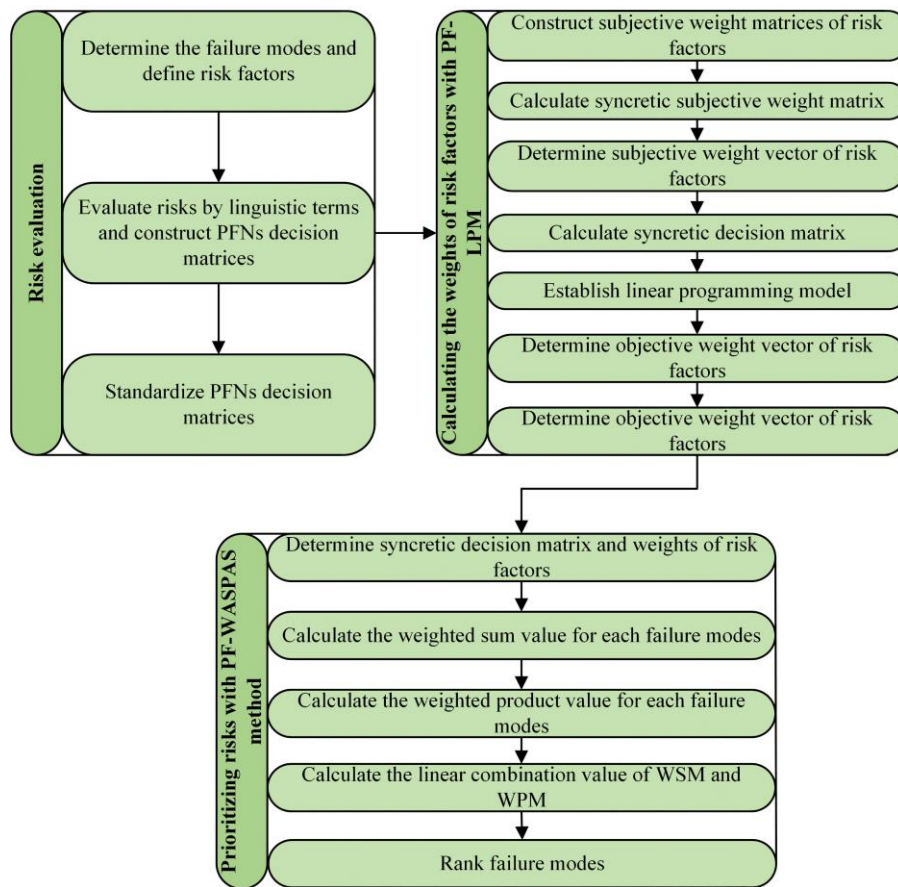 Risk evaluation
Determine the failure modes and
define risk factors
Evaluate risks by linguistic terms
and construct PFNs decision
matrices
Standardize PFNs decision
matrices
Calculating the weights of risk factors with PF-
LPM
Construct subjective weight matrices of risk
factors
Calculate syncretic subjective weight matrix
Determine subjective weight vector of risk
factors
Calculate syncretic decision matrix
Establish linear programming model
Determine objective weight vector of risk
factors
Determine objective weight vector of risk
factors
Prioritizing risks with PF-WASPAS
method
Determine syncretic decision matrix and weights of risk
factors
Calculate the weighted sum value for each failure modes
Calculate the weighted product value for each failure
modes
Calculate the linear combination value of WSM and
WPM
Rank failure modes